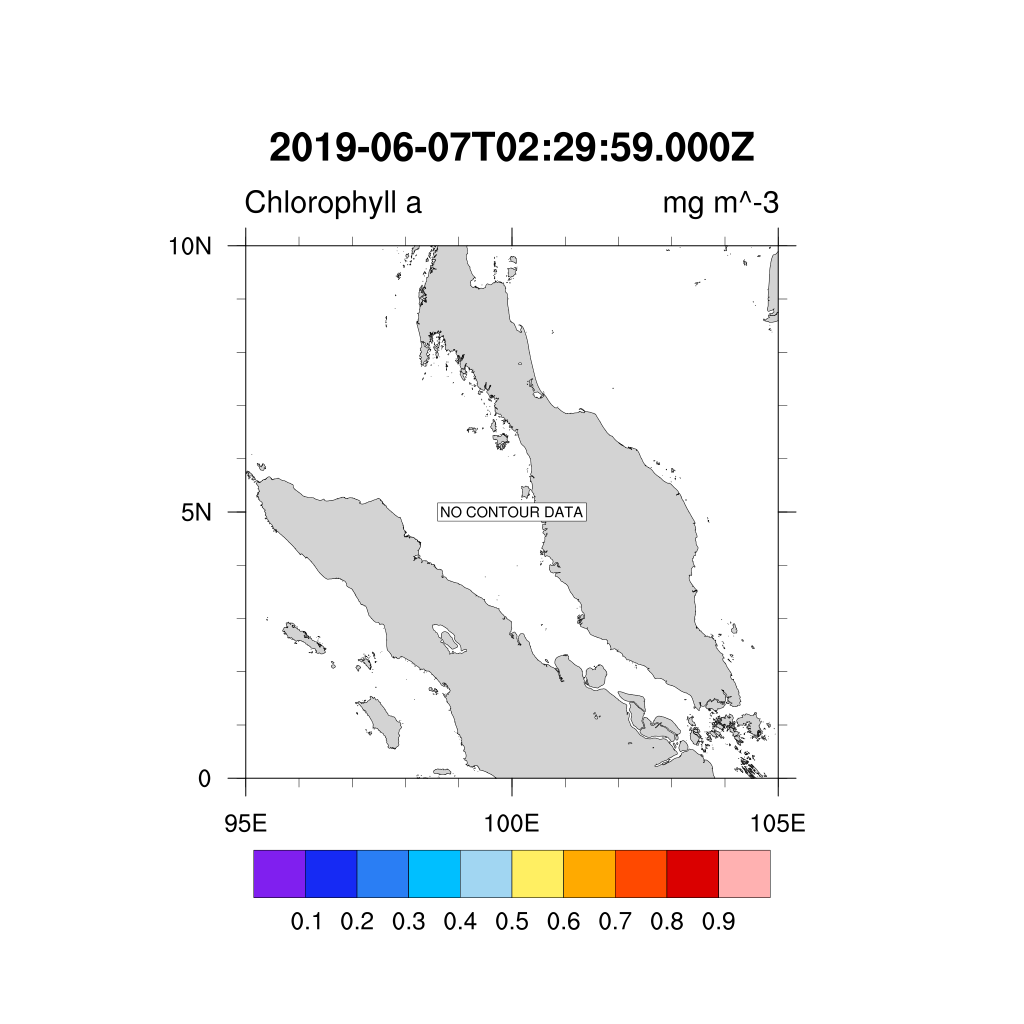 2019-06-07T02:29:59.000Z
Chlorophyll a mg m^-3
10N
5N
NO CONTOUR DATA
0
95E 100E 105E
0.1 0.2 0.3 0.4 0.5 0.6 0.7 0.8 0.9